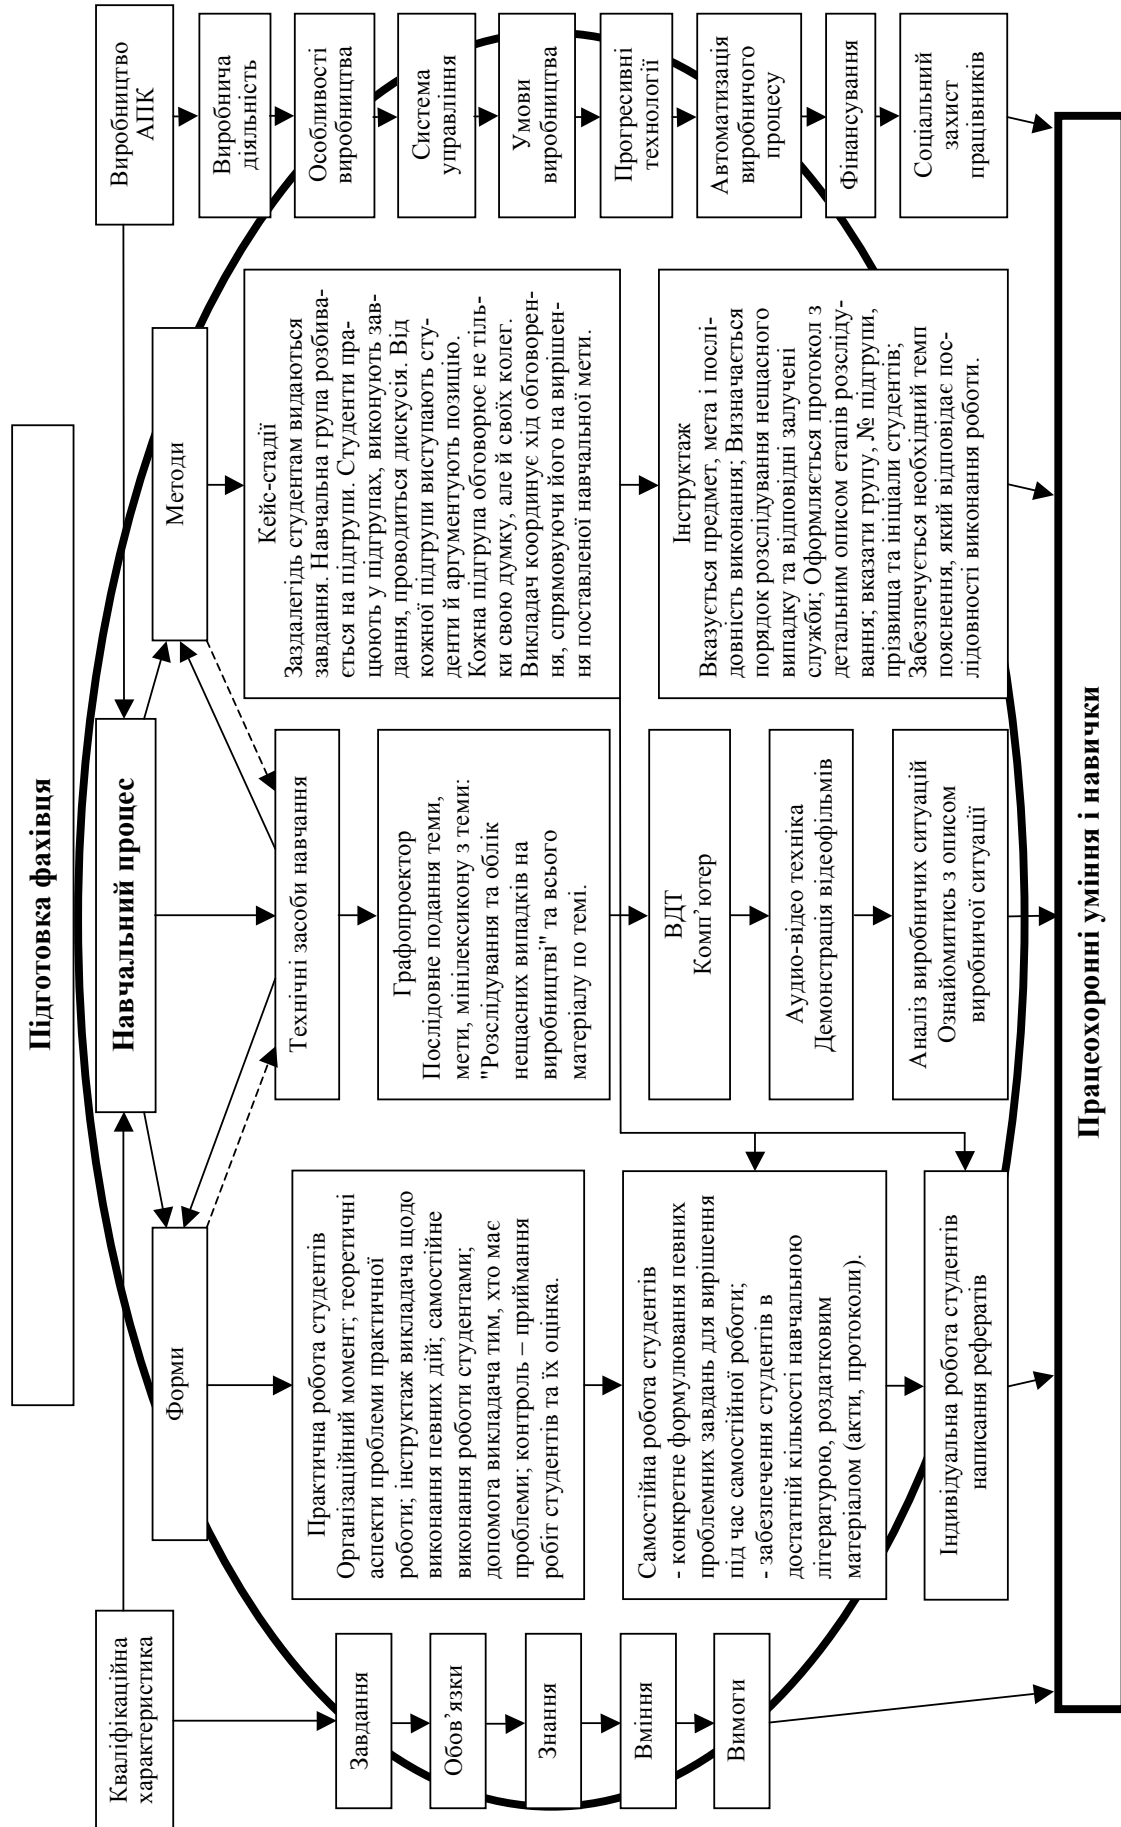 Підготовка фахівця
Кваліфікаційна
характеристика
Навчальний процес
Виробництво
АПК
Завдання
Обов’язки
Знання
Вміння
Вимоги
Форми
Практична робота студентів
Організаційний момент; теоретичні
аспекти проблеми практичної
роботи; інструктаж викладача щодо
виконання певних дій; самостійне
виконання роботи студентами;
допомога викладача тим, хто має
проблеми; контроль – приймання
робіт студентів та їх оцінка.
Самостійна робота студентів
- конкретне формулювання певних
проблемних завдань для вирішення
під час самостійної роботи;
- забезпечення студентів в
достатній кількості навчальною
літературою, роздатковим
матеріалом (акти, протоколи).
Індивідуальна робота студентів
написання рефератів
Технічні засоби навчання
Графопроектор
Послідовне подання теми,
мети, мінілексикону з теми:
"Розслідування та облік
нещасних випадків на
виробництві" та всього
матеріалу по темі.
ВДТ
Комп’ютер
Аудио-відео техніка
Демонстрація відеофільмів
Аналіз виробничих ситуацій
Ознайомитись з описом
виробничої ситуації
Методи
Кейс-стадії
Заздалегідь студентам видаються
завдання. Навчальна група розбива-
ється на підгрупи. Студенти пра-
цюють у підгрупах, виконують зав-
дання, проводиться дискусія. Від
кожної підгрупи виступають сту-
денти й аргументують позицію.
Кожна підгрупа обговорює не тіль-
ки свою думку, але й своїх колег.
Викладач координує хід обговорен-
ня, спрямовуючи його на вирішен-
ня поставленої навчальної мети.
Інструктаж
Вказується предмет, мета і послі-
довність виконання; Визначається
порядок розслідування нещасного
випадку та відповідні залучені
служби; Оформляється протокол з
детальним описом етапів розсліду-
вання; вказати групу, № підгрупи,
прізвища та ініціали студентів;
Забезпечується необхідний темп
пояснення, який відповідає пос-
лідовності виконання роботи.
Виробнича
діяльність
Особливості
виробництва
Система
управління
Умови
виробництва
Прогресивні
технології
Автоматизація
виробничого
процесу
Фінансування
Соціальний
захист
працівників
Працеохоронні уміння і навички